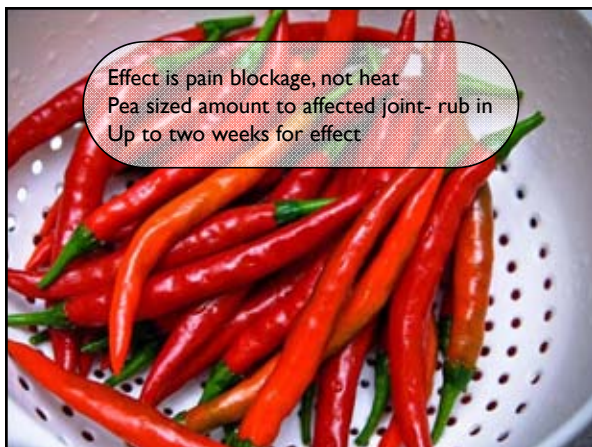 Effect is pain blockage, not heat
Pea sized amount to affected joint- rub in
Up to two weeks for effect